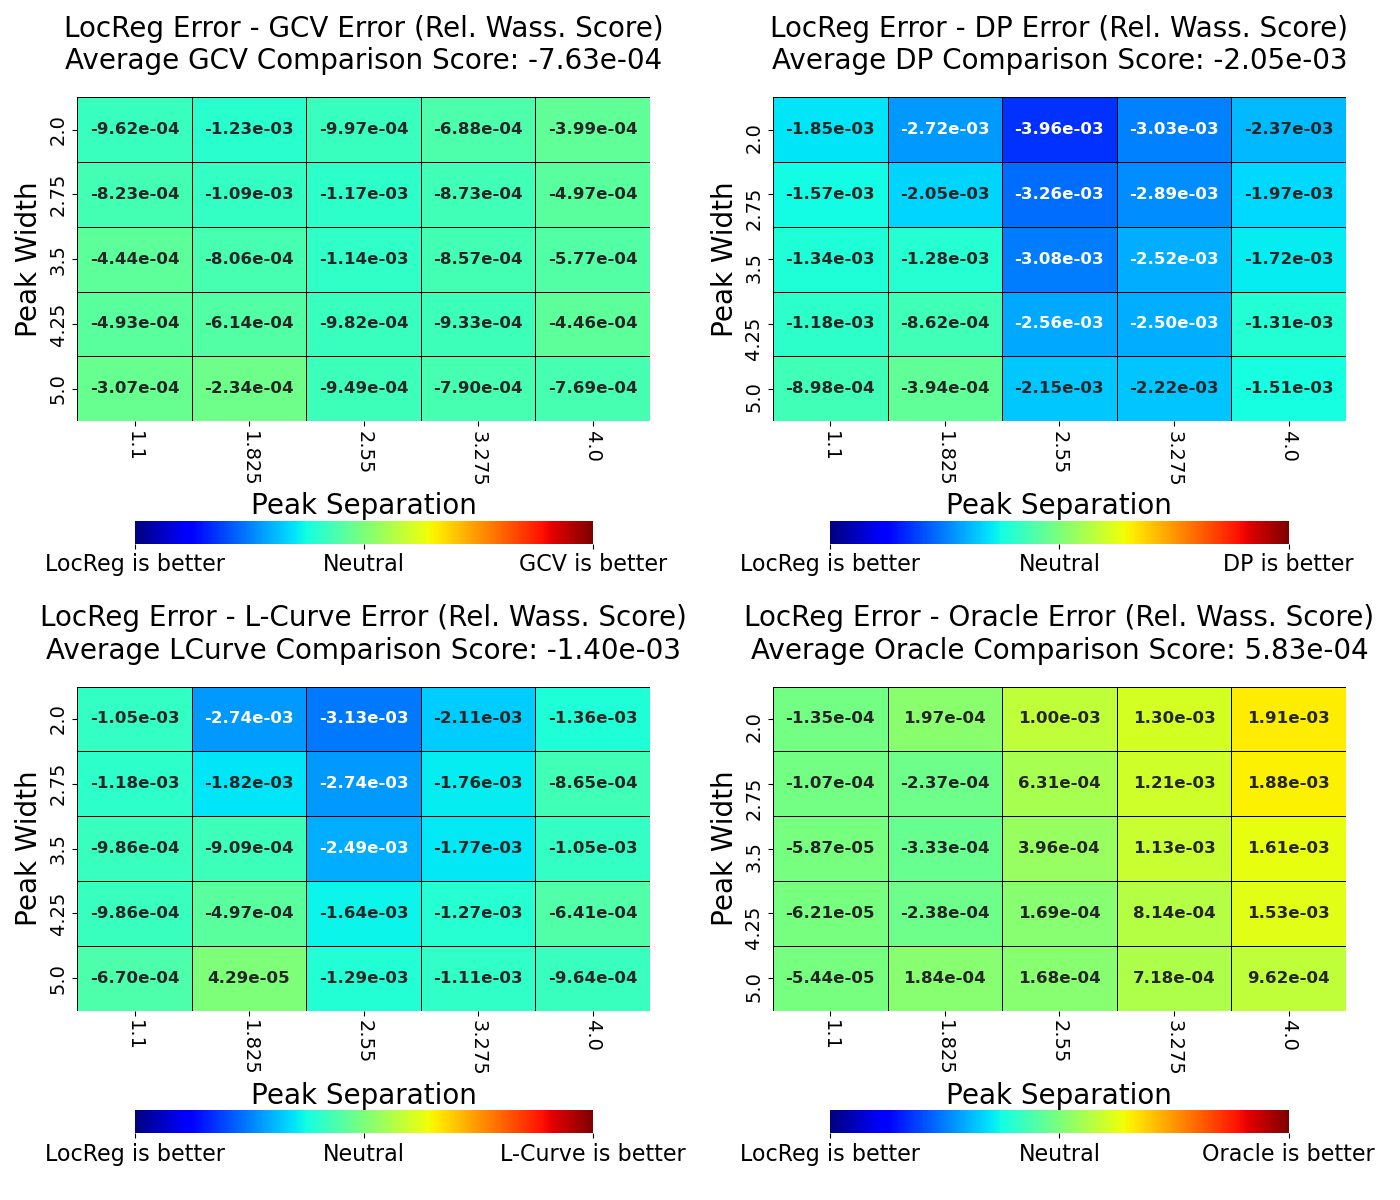 LocReg Error - GCV Error (Rel. Wass. Score)
Average GCV Comparison Score: -7.63e-04
Peak Width
2.0 -9.62e-04 -1.23e-03 -9.97e-04 -6.88e-04 -3.99e-04
2.75 -8.23e-04 -1.09e-03 -1.17e-03 -8.73e-04 -4.97e-04
3.5 -4.44e-04 -8.06e-04 -1.14e-03 -8.57e-04 -5.77e-04
4.25 -4.93e-04 -6.14e-04 -9.82e-04 -9.33e-04 -4.46e-04
5.0 -3.07e-04 -2.34e-04 -9.49e-04 -7.90e-04 -7.69e-04
1.1 1.825 2.55 3.275 4.0
Peak Separation
LocReg is better Neutral GCV is better
LocReg Error - DP Error (Rel. Wass. Score)
Average DP Comparison Score: -2.05e-03
Peak Width
2.0 -1.85e-03 -2.72e-03 -3.96e-03 -3.03e-03 -2.37e-03
2.75 -1.57e-03 -2.05e-03 -3.26e-03 -2.89e-03 -1.97e-03
3.5 -1.34e-03 -1.28e-03 -3.08e-03 -2.52e-03 -1.72e-03
4.25 -1.18e-03 -8.62e-04 -2.56e-03 -2.50e-03 -1.31e-03
5.0 -8.98e-04 -3.94e-04 -2.15e-03 -2.22e-03 -1.51e-03
1.1 1.825 2.55 3.275 4.0
Peak Separation
LocReg is better Neutral DP is better
LocReg Error - L-Curve Error (Rel. Wass. Score)
Average LCurve Comparison Score: -1.40e-03
Peak Width
2.0 -1.05e-03 -2.74e-03 -3.13e-03 -2.11e-03 -1.36e-03
2.75 -1.18e-03 -1.82e-03 -2.74e-03 -1.76e-03 -8.65e-04
3.5 -9.86e-04 -9.09e-04 -2.49e-03 -1.77e-03 -1.05e-03
4.25 -9.86e-04 -4.97e-04 -1.64e-03 -1.27e-03 -6.41e-04
5.0 -6.70e-04 4.29e-05 -1.29e-03 -1.11e-03 -9.64e-04
1.1 1.825 2.55 3.275 4.0
Peak Separation
LocReg is better Neutral L-Curve is better
LocReg Error - Oracle Error (Rel. Wass. Score)
Average Oracle Comparison Score: 5.83e-04
Peak Width
2.0 -1.35e-04 1.97e-04 1.00e-03 1.30e-03 1.91e-03
2.75 -1.07e-04 -2.37e-04 6.31e-04 1.21e-03 1.88e-03
3.5 -5.87e-05 -3.33e-04 3.96e-04 1.13e-03 1.61e-03
4.25 -6.21e-05 -2.38e-04 1.69e-04 8.14e-04 1.53e-03
5.0 -5.44e-05 1.84e-04 1.68e-04 7.18e-04 9.62e-04
1.1 1.825 2.55 3.275 4.0
Peak Separation
LocReg is better Neutral Oracle is better